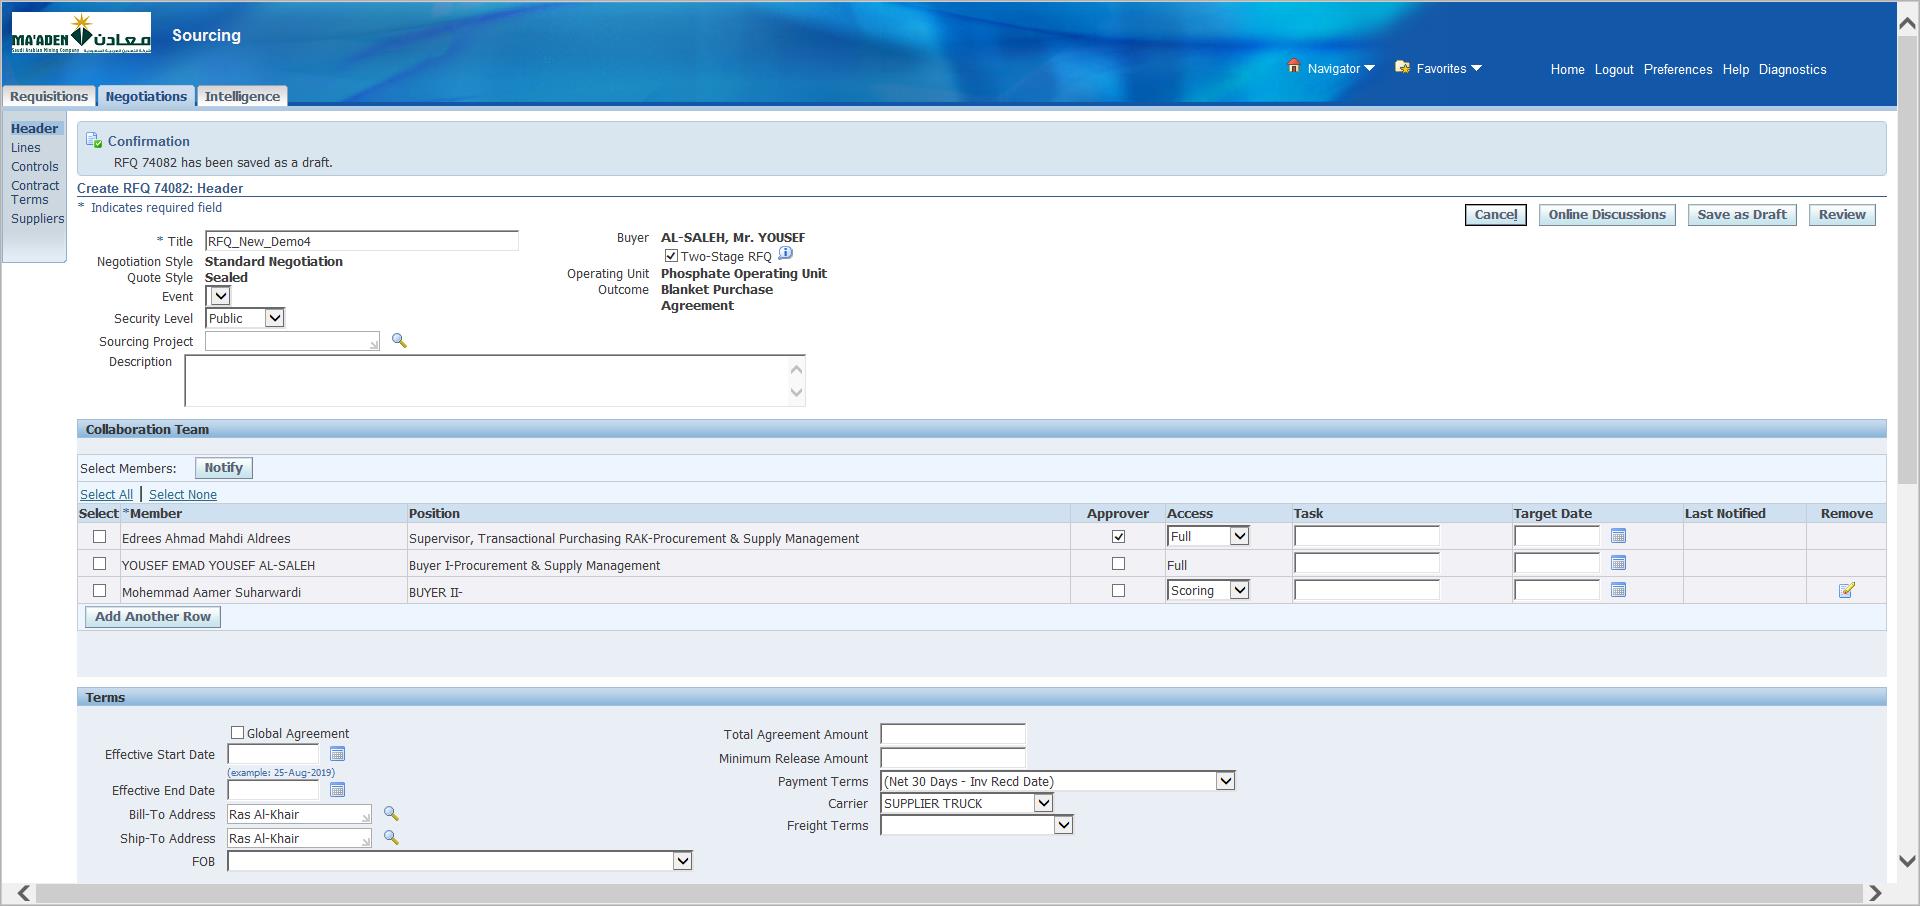 MA'ADEN معادن
Saudi Arabian Mining Company
Sourcing
Navigator Favorites Home Logout Preferences Help Diagnostics
Requisitions Negotiations Intelligence
Header
Lines
Controls
Contract
Terms
Suppliers
Confirmation
RFQ 74082 has been saved as a draft.
Create RFQ 74082: Header
* Indicates required field
Cancel Online Discussions Save as Draft Review
* Title RFQ_New_Demo4
Negotiation Style Standard Negotiation
Quote Style Sealed
Event
Security Level Public
Sourcing Project
Description
Buyer AL-SALEH, Mr. YOUSEF
Two-Stage RFQ
Operating Unit Phosphate Operating Unit
Outcome Blanket Purchase
Agreement
Collaboration Team
Select Members: Notify
Select All | Select None
Select *Member Position Approver Access Task Target Date Last Notified Remove
Edrees Ahmad Mahdi Aldrees Supervisor, Transactional Purchasing RAK-Procurement & Supply Management Full
YOUSEF EMAD YOUSEF AL-SALEH Buyer I-Procurement & Supply Management Full
Mohemmad Aamer Suharwardi BUYER II- Scoring
Add Another Row
Terms
Global Agreement
Effective Start Date
(example: 25-Aug-2019)
Effective End Date
Bill-To Address Ras Al-Khair
Ship-To Address Ras Al-Khair
FOB
Total Agreement Amount
Minimum Release Amount
Payment Terms (Net 30 Days - Inv Recd Date)
Carrier SUPPLIER TRUCK
Freight Terms